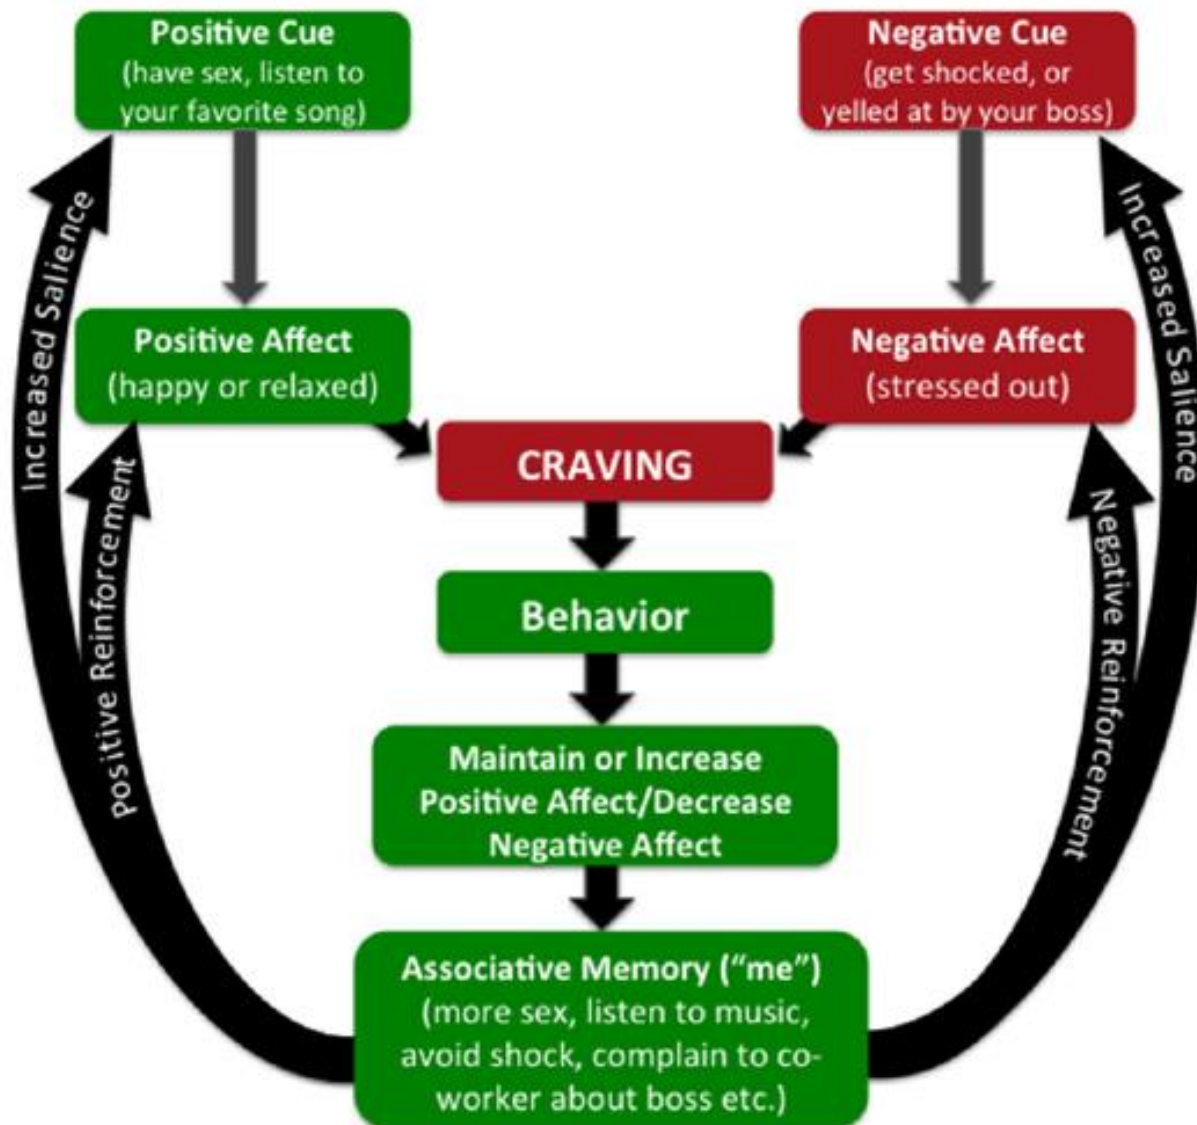 Positive Cue
(have sex, listen to
your favorite song)
Negative Cue
(get shocked, or
yelled at by your boss)
Increased Salience
Increased Salience
Positive Affect
(happy or relaxed)
Negative Affect
(stressed out)
CRAVING
Positive Reinforcement
Negative Reinforcement
Behavior
Maintain or Increase
Positive Affect/Decrease
Negative Affect
Associative Memory (“me”)
(more sex, listen to music,
avoid shock, complain to co-
worker about boss etc.)